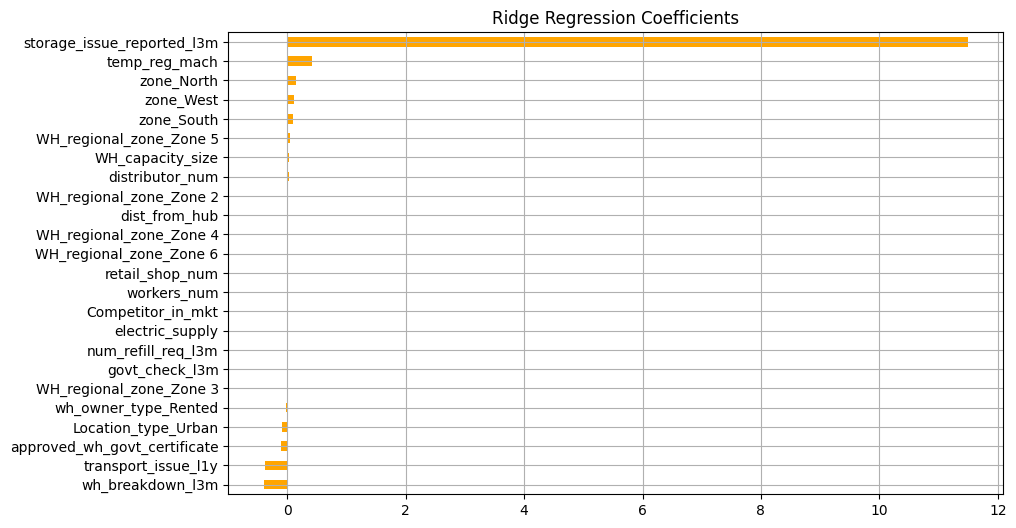 Ridge Regression Coefficients
storage_issue_reported_l3m
temp_reg_mach
zone_North
zone_West
zone_South
WH_regional_zone_Zone 5
WH_capacity_size
distributor_num
WH_regional_zone_Zone 2
dist_from_hub
WH_regional_zone_Zone 4
WH_regional_zone_Zone 6
retail_shop_num
workers_num
Competitor_in_mkt
electric_supply
num_refill_req_l3m
govt_check_l3m
WH_regional_zone_Zone 3
wh_owner_type_Rented
Location_type_Urban
approved_wh_govt_certificate
transport_issue_l1y
wh_breakdown_l3m
0 2 4 6 8 10 12